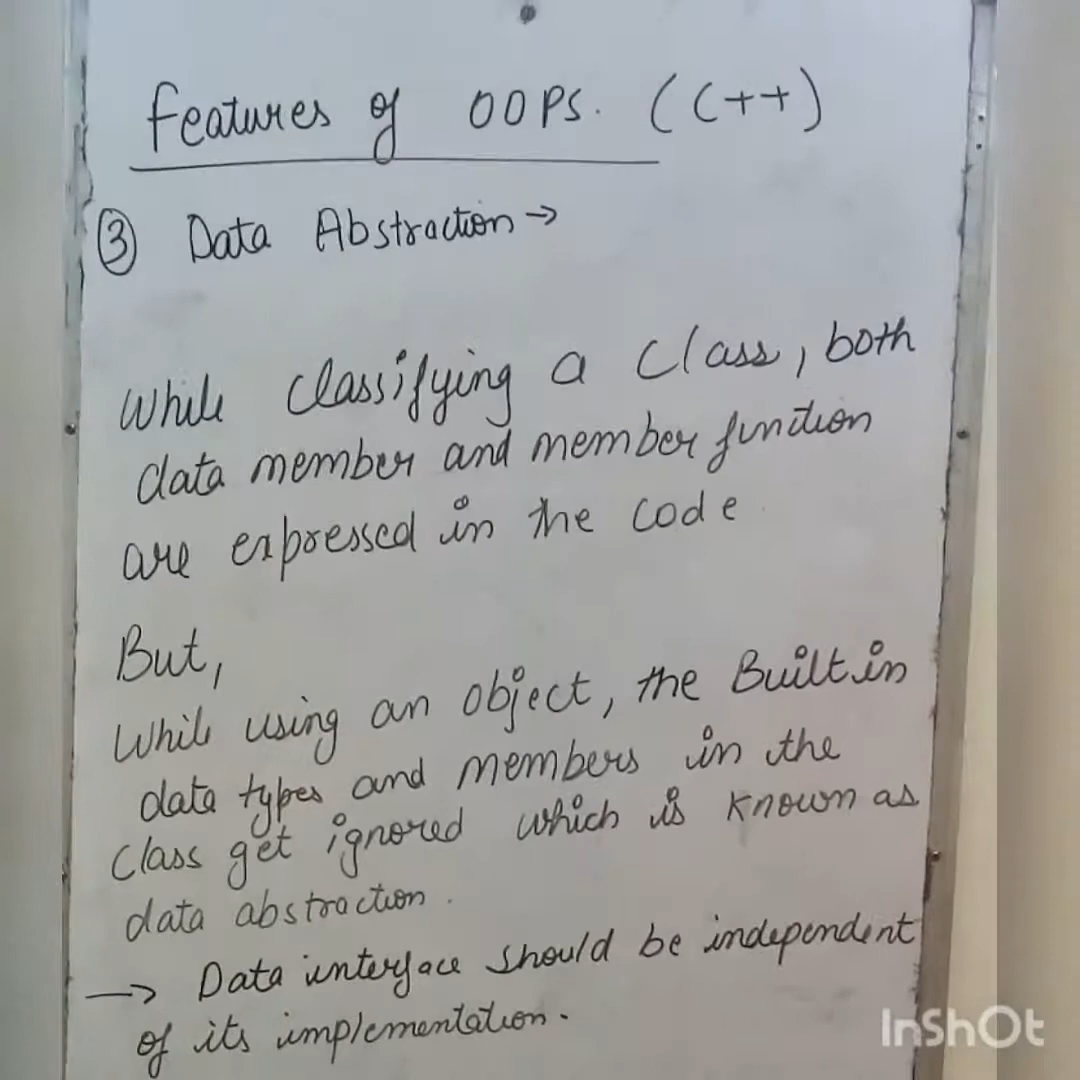 Features of OOPS. (C++)
③ Data Abstraction →
While classifying a class, both
data member and member function
are expressed in the code.
But,
While using an object, the Built in
data types and members in the
class get ignored which is known as
data abstraction.
→ Data interface should be independent
of its implementation.
InShOt